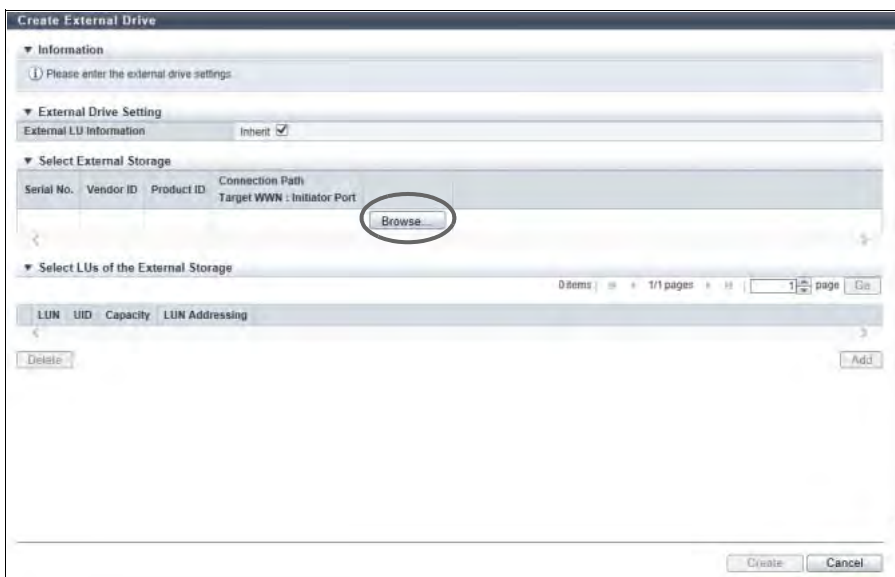 Create External Drive
Information
Please enter the external drive settings.
External Drive Setting
External LU Information Inherit
Select External Storage
Serial No. Vendor ID Product ID Connection Path
Target WWN : Initiator Port
Browse...
Select LUs of the External Storage
0 items 1/1 pages 1 page Go
LUN UID Capacity LUN Addressing
Delete Add
Create Cancel